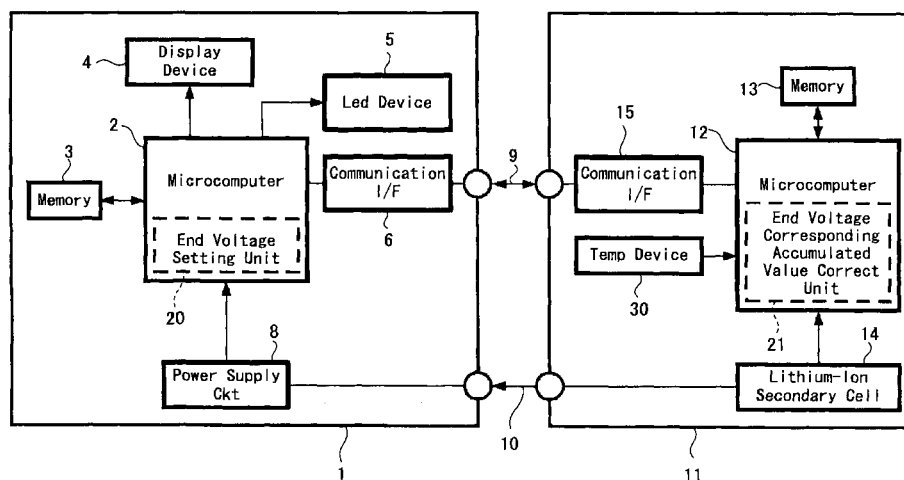 4
Display
Device
5
Led Device
2
3
Memory
Microcomputer
End Voltage
Setting Unit
20
Communication
I/F
6
9
8
Power Supply
Ckt
10
1
13
Memory
15
12
Communication
I/F
Microcomputer
End Voltage
Corresponding
Accumulated
Value Correct
Unit
Temp Device
30
21
14
Lithium-Ion
Secondary Cell
11